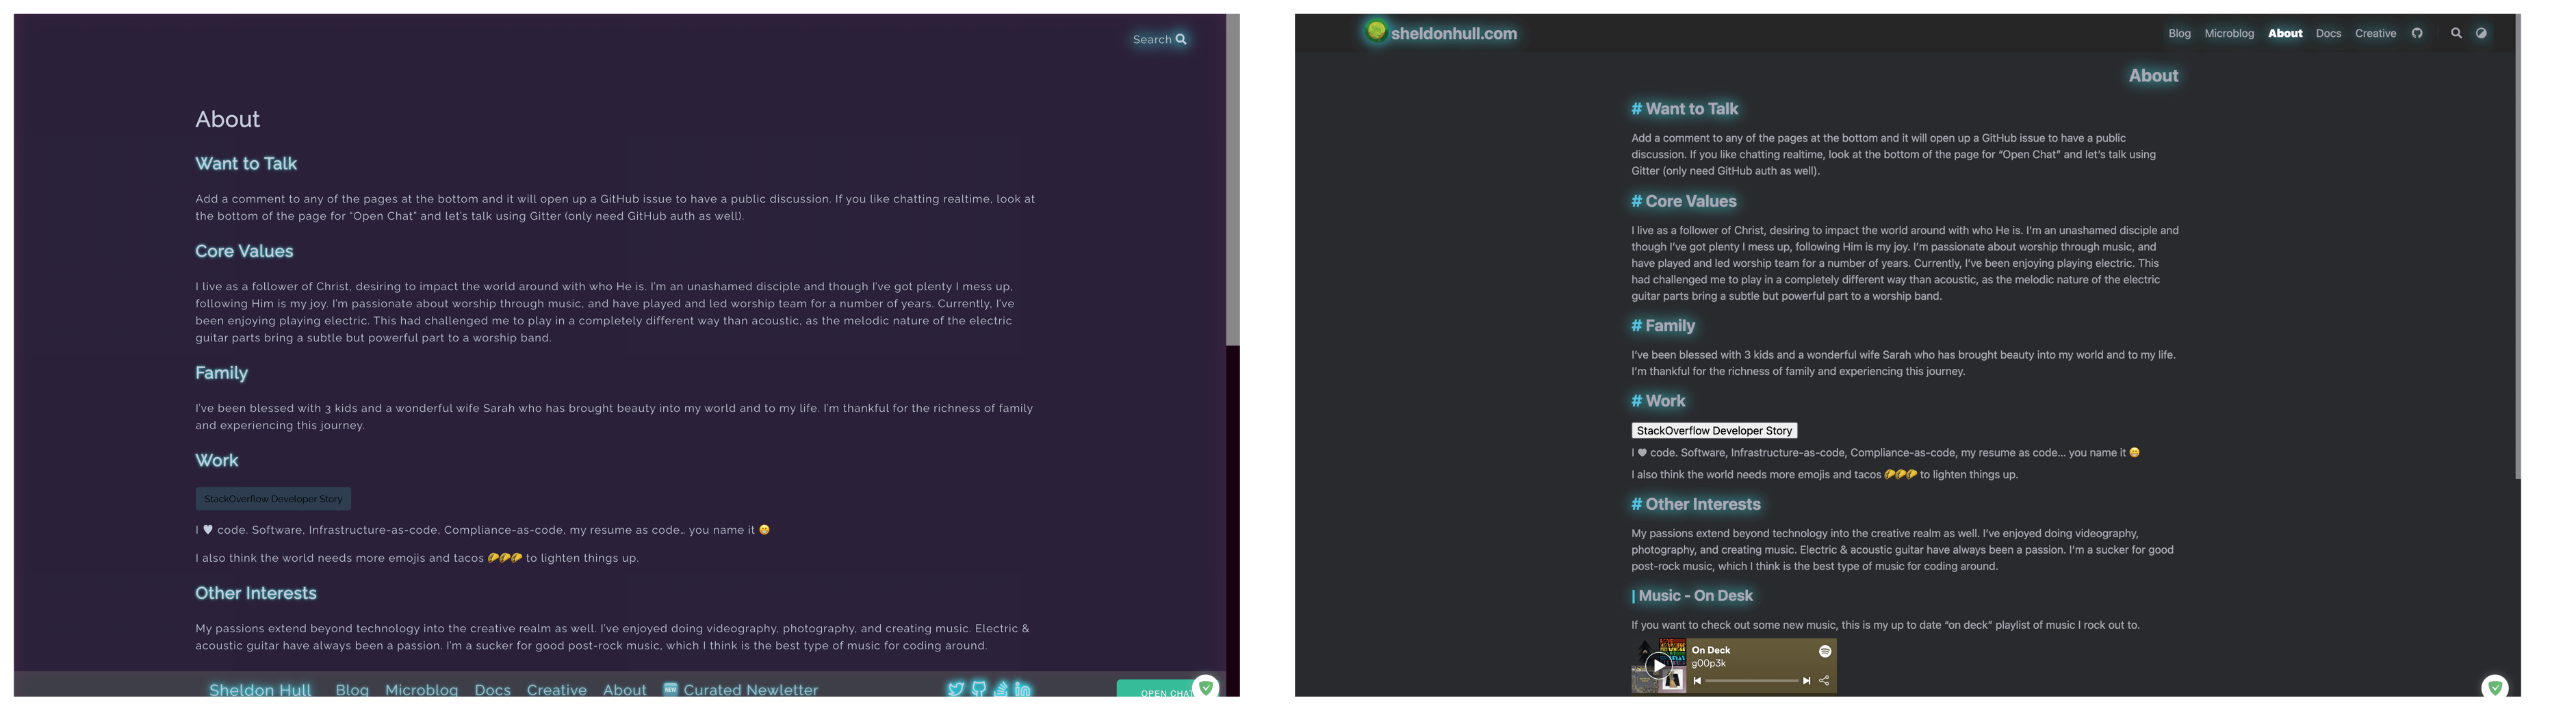 Search
About
Want to Talk
Add a comment to any of the pages at the bottom and it will open up a GitHub issue to have a public discussion. If you like chatting realtime, look at
the bottom of the page for “Open Chat” and let’s talk using Gitter (only need GitHub auth as well).
Core Values
I live as a follower of Christ, desiring to impact the world around with who He is. I’m an unashamed disciple and though I’ve got plenty I mess up,
following Him is my joy. I’m passionate about worship through music, and have played and led worship team for a number of years. Currently, I’ve
been enjoying playing electric. This had challenged me to play in a completely different way than acoustic, as the melodic nature of the electric
guitar parts bring a subtle but powerful part to a worship band.
Family
I’ve been blessed with 3 kids and a wonderful wife Sarah who has brought beauty into my world and to my life. I’m thankful for the richness of family
and experiencing this journey.
Work
StackOverflow Developer Story
I 🖤 code. Software, Infrastructure-as-code, Compliance-as-code, my resume as code… you name it 😁
I also think the world needs more emojis and tacos 🌮🌮🌮 to lighten things up.
Other Interests
My passions extend beyond technology into the creative realm as well. I’ve enjoyed doing videography, photography, and creating music. Electric &
acoustic guitar have always been a passion. I’m a sucker for good post-rock music, which I think is the best type of music for coding around.
Sheldon Hull Blog Microblog Docs Creative About NEW Curated Newletter OPEN CHAT
sheldonhull.com Blog Microblog About Docs Creative
About
# Want to Talk
Add a comment to any of the pages at the bottom and it will open up a GitHub issue to have a public
discussion. If you like chatting realtime, look at the bottom of the page for “Open Chat” and let’s talk using
Gitter (only need GitHub auth as well).
# Core Values
I live as a follower of Christ, desiring to impact the world around with who He is. I’m an unashamed disciple and
though I’ve got plenty I mess up, following Him is my joy. I’m passionate about worship through music, and
have played and led worship team for a number of years. Currently, I’ve been enjoying playing electric. This
had challenged me to play in a completely different way than acoustic, as the melodic nature of the electric
guitar parts bring a subtle but powerful part to a worship band.
# Family
I’ve been blessed with 3 kids and a wonderful wife Sarah who has brought beauty into my world and to my life.
I’m thankful for the richness of family and experiencing this journey.
# Work
StackOverflow Developer Story
I 🖤 code. Software, Infrastructure-as-code, Compliance-as-code, my resume as code… you name it 😁
I also think the world needs more emojis and tacos 🌮🌮🌮 to lighten things up.
# Other Interests
My passions extend beyond technology into the creative realm as well. I’ve enjoyed doing videography,
photography, and creating music. Electric & acoustic guitar have always been a passion. I’m a sucker for good
post-rock music, which I think is the best type of music for coding around.
| Music - On Desk
If you want to check out some new music, this is my up to date “on deck” playlist of music I rock out to.
On Deck
g00p3k